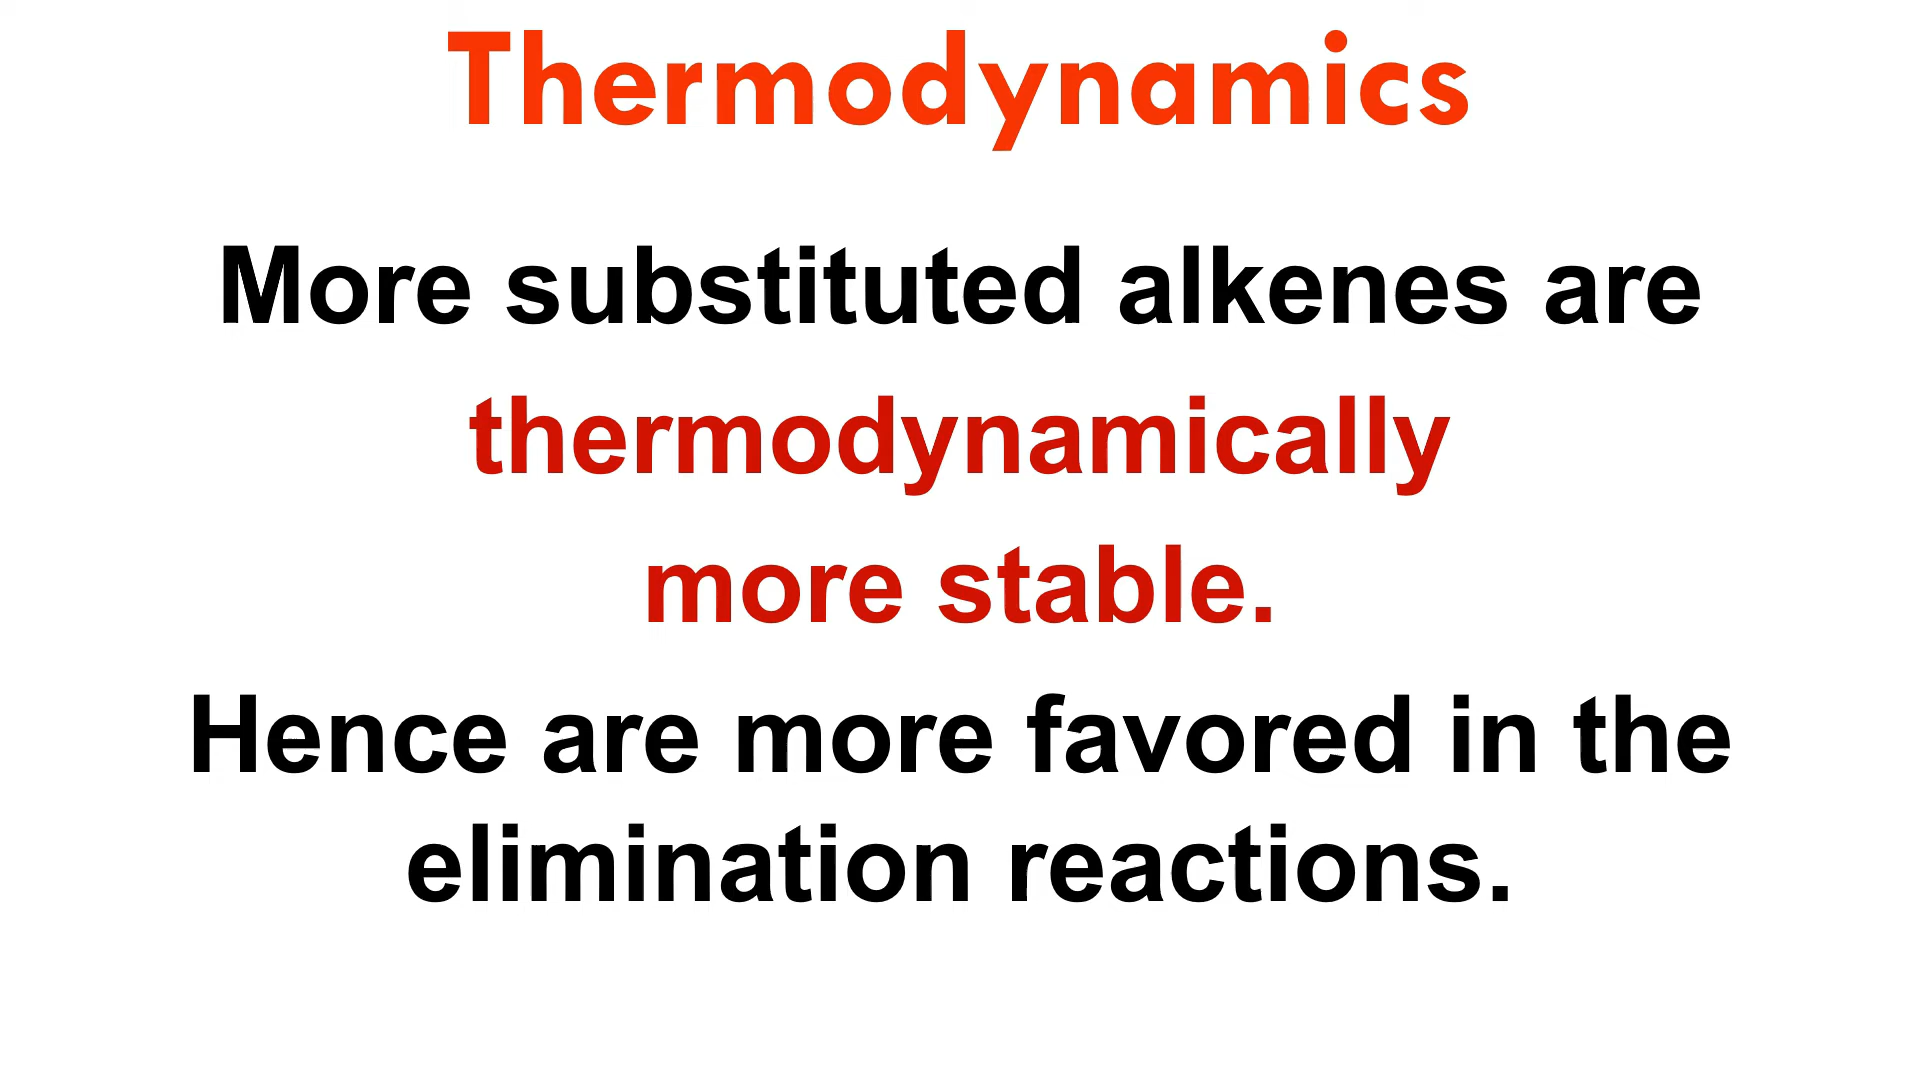 Thermodynamics
More substituted alkenes are
thermodynamically
more stable.
Hence are more favored in the
elimination reactions.